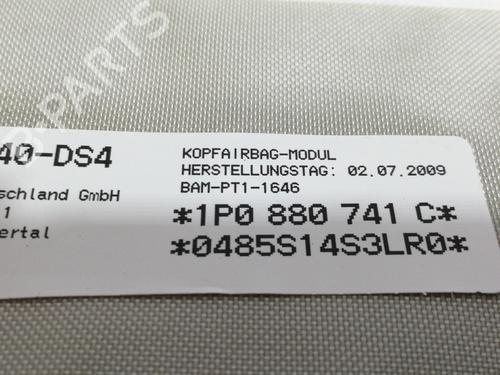 B-PARTS
40-DS4
schland GmbH
1
ertal
KOPFAIRBAG-MODUL
HERSTELLUNGSTAG: 02.07.2009
BAM-PT1-1646
*1P0 880 741 C*
*0485S14S3LR0*